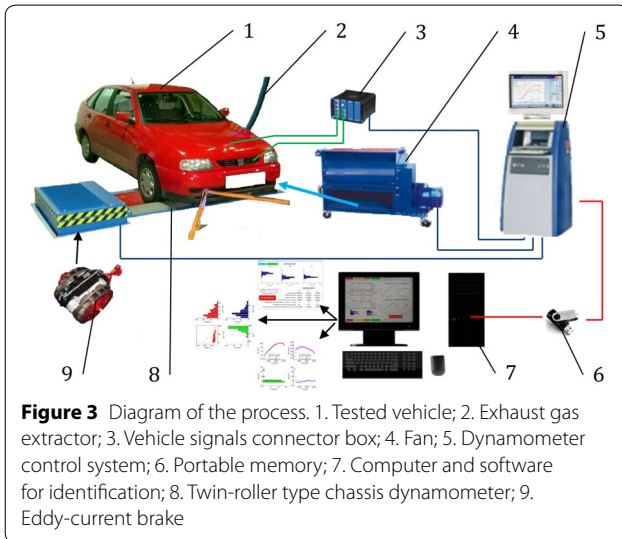 1 2 3 4 5
9 8 7 6
Figure 3 Diagram of the process. 1. Tested vehicle; 2. Exhaust gas
extractor; 3. Vehicle signals connector box; 4. Fan; 5. Dynamometer
control system; 6. Portable memory; 7. Computer and software
for identification; 8. Twin-roller type chassis dynamometer; 9.
Eddy-current brake